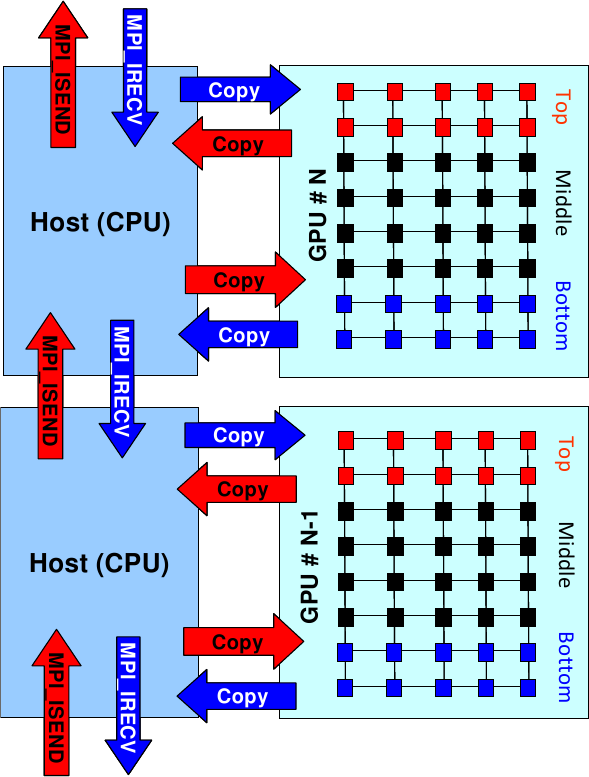 MPI_ISEND
MPI_IRECV
Copy
Copy
Host (CPU)
GPU # N
Top
Middle
Bottom
Copy
Copy
MPI_ISEND
MPI_IRECV
Copy
Copy
Host (CPU)
GPU # N-1
Top
Middle
Bottom
Copy
Copy
MPI_ISEND
MPI_IRECV